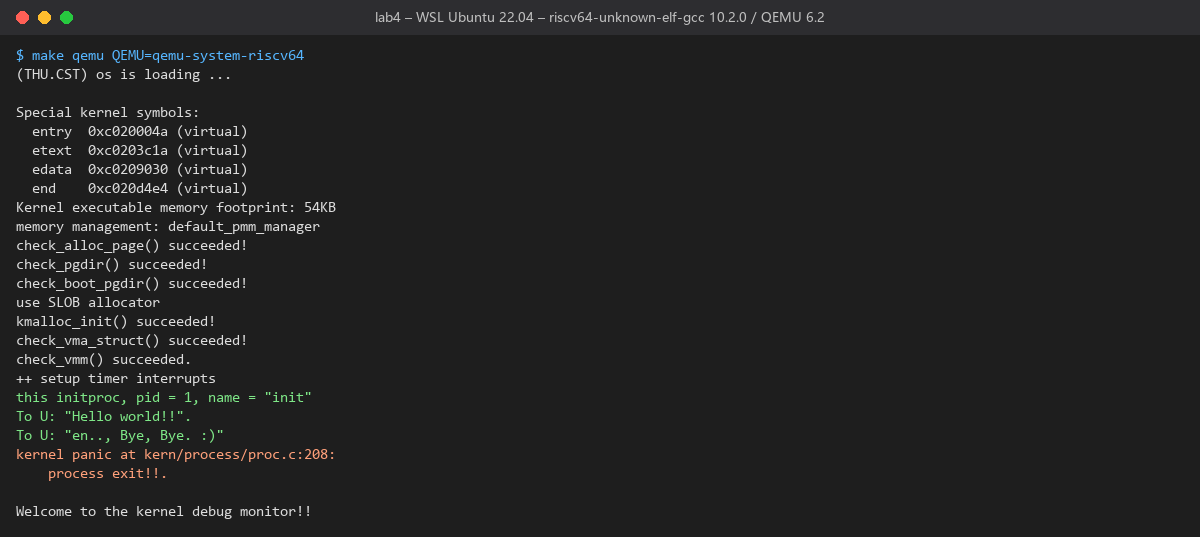 lab4 – WSL Ubuntu 22.04 – riscv64-unknown-elf-gcc 10.2.0 / QEMU 6.2
$ make qemu QEMU=qemu-system-riscv64
(THU.CST) os is loading ...
Special kernel symbols:
  entry  0xc020004a (virtual)
  etext  0xc0203c1a (virtual)
  edata  0xc0209030 (virtual)
  end    0xc020d4e4 (virtual)
Kernel executable memory footprint: 54KB
memory management: default_pmm_manager
check_alloc_page() succeeded!
check_pgdir() succeeded!
check_boot_pgdir() succeeded!
use SLOB allocator
kmalloc_init() succeeded!
check_vma_struct() succeeded!
check_vmm() succeeded.
++ setup timer interrupts
this initproc, pid = 1, name = "init"
To U: "Hello world!!".
To U: "en.., Bye, Bye. :)"
kernel panic at kern/process/proc.c:208:
    process exit!!.
Welcome to the kernel debug monitor!!